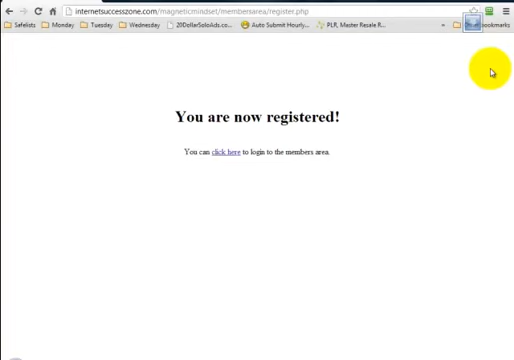 internetsuccesszone.com/magneticmindset/membersarea/register.php
Safelists Monday Tuesday Wednesday 20DollarSoloAds.co... Auto Submit Hourly... PLR, Master Resale R... » bookmarks
You are now registered!
You can click here to login to the members area.